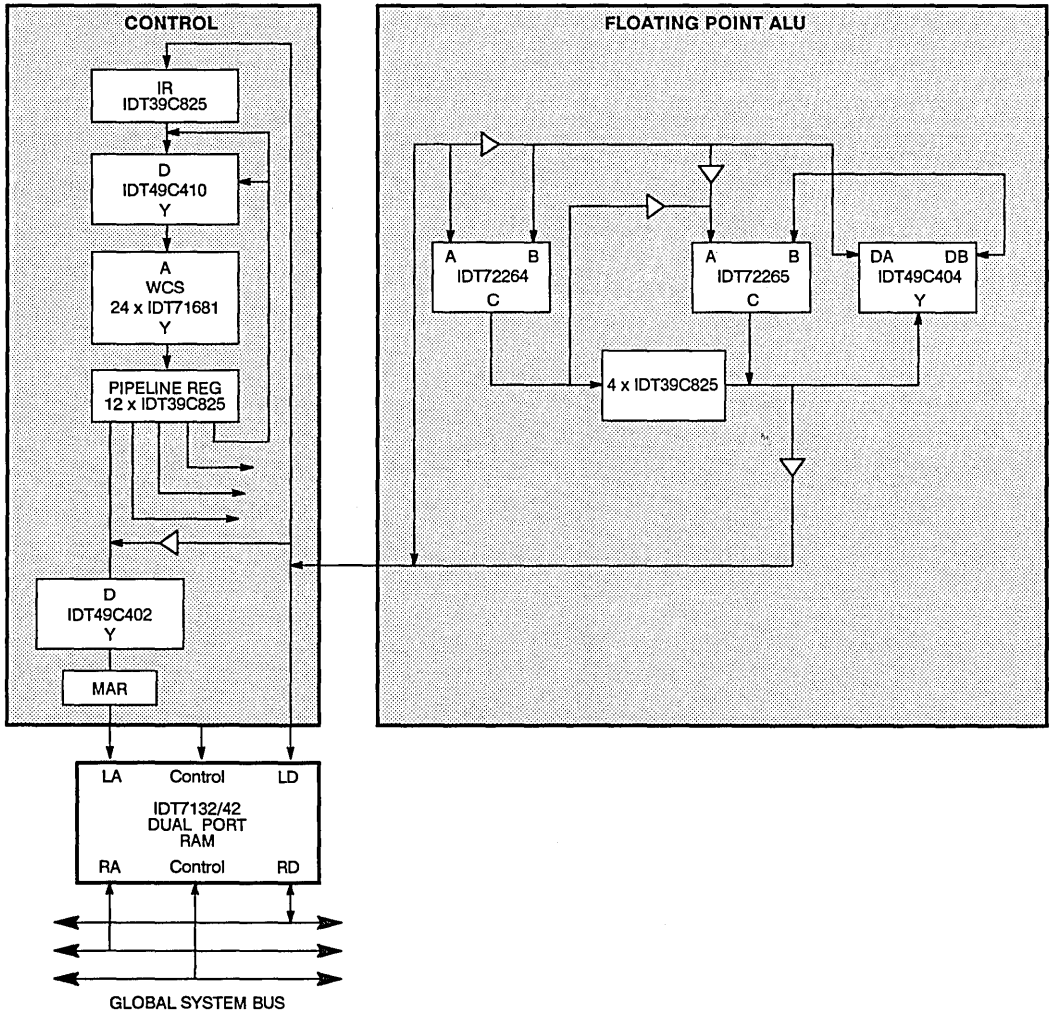 CONTROL
IR
IDT39C825
D
IDT49C410
Y
A
WCS
24 x IDT71681
Y
PIPELINE REG
12 x IDT39C825
D
IDT49C402
Y
MAR
FLOATING POINT ALU
A B
IDT72264
C
A B
IDT72265
C
DA DB
IDT49C404
Y
4 x IDT39C825
LA Control LD
IDT7132/42
DUAL PORT
RAM
RA Control RD
GLOBAL SYSTEM BUS